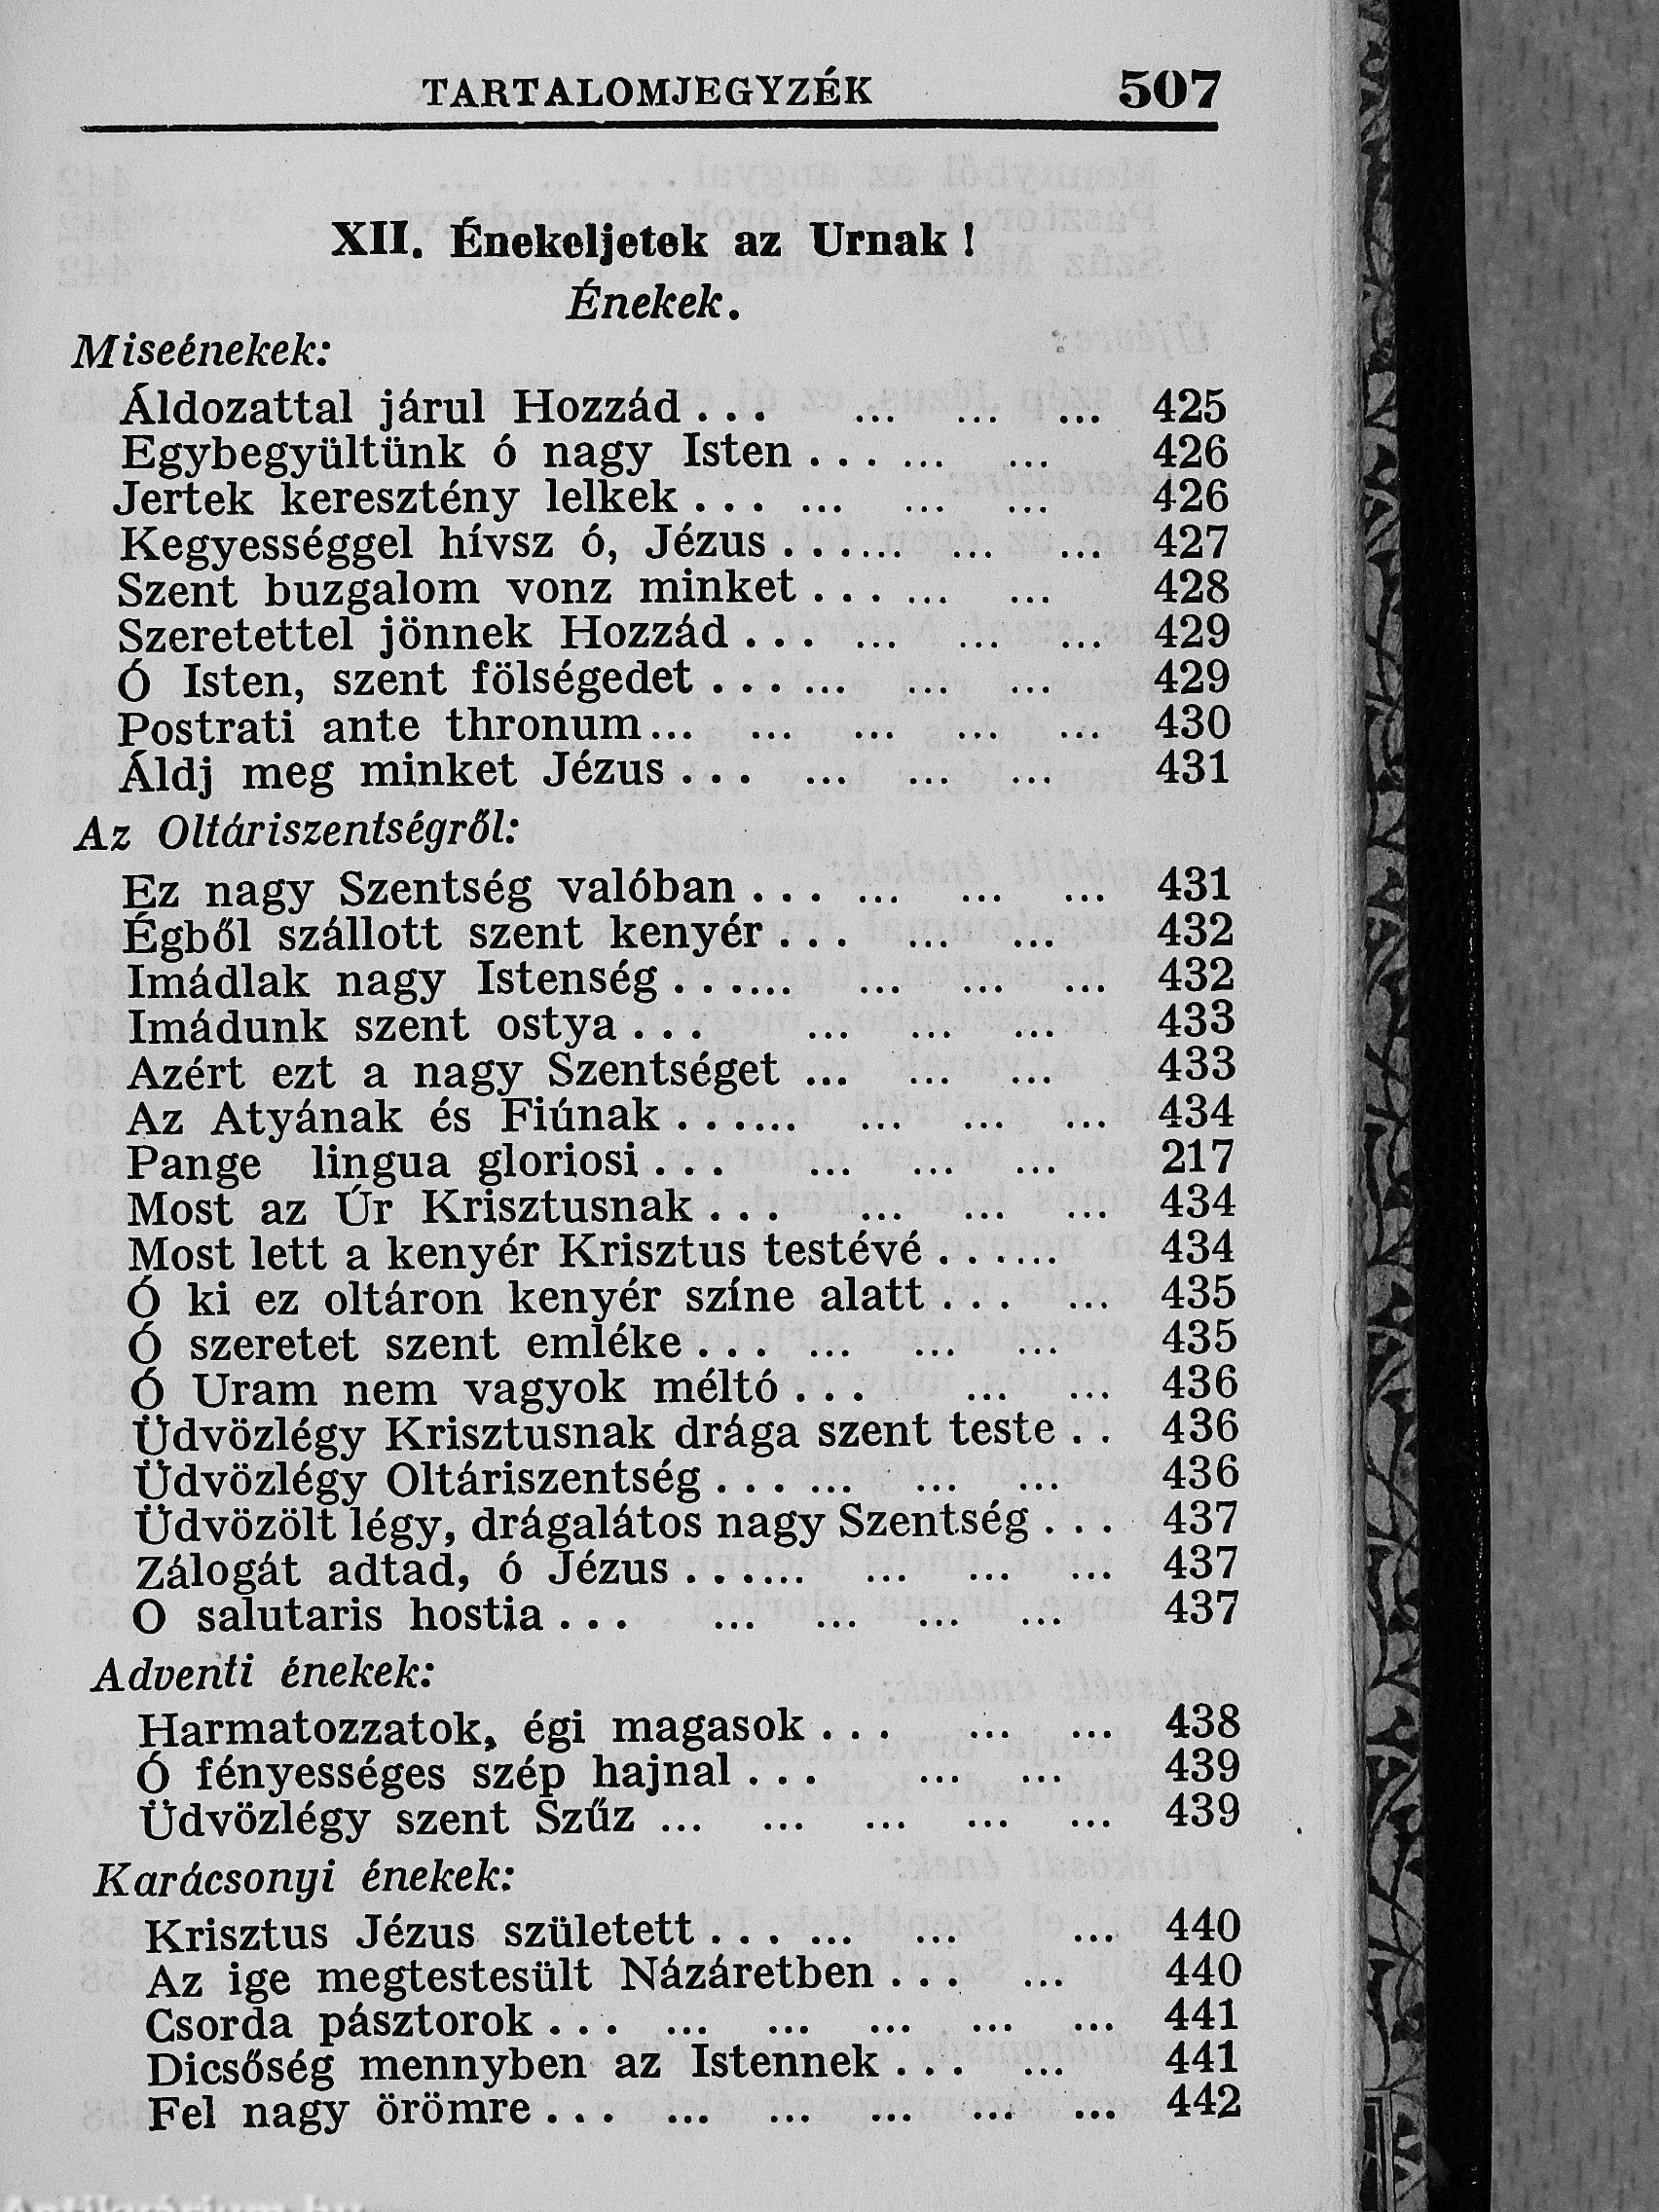 TARTALOMJEGYZÉK 507
XII. Énekeljetek az Urnak !
Énekek.
Miseénekek:
Áldozattal járul Hozzád ... ... ... ... 425
Egybegyültünk ó nagy Isten ... ... ... 426
Jertek keresztény lelkek ... ... ... ... 426
Kegyességgel hívsz ó, Jézus ... ... ... ... 427
Szent buzgalom vonz minket ... ... ... 428
Szeretettel jönnek Hozzád ... ... ... ... 429
Ó Isten, szent fölségedet ... ... ... ... 429
Postrati ante thronum ... ... ... ... ... 430
Áldj meg minket Jézus ... ... ... ... 431
Az Oltáriszentségről:
Ez nagy Szentség valóban ... ... ... ... 431
Égből szállott szent kenyér ... ... ... 432
Imádlak nagy Istenség ... ... ... ... ... 432
Imádunk szent ostya ... ... ... ... 433
Azért ezt a nagy Szentséget ... ... ... 433
Az Atyának és Fiúnak ... ... ... ... ... 434
Pange lingua gloriosi ... ... ... ... 217
Most az Úr Krisztusnak ... ... ... ... 434
Most lett a kenyér Krisztus testévé ... ... 434
Ó ki ez oltáron kenyér színe alatt ... ... 435
Ó szeretet szent emléke ... ... ... ... 435
Ó Uram nem vagyok méltó ... ... ... 436
Üdvözlégy Krisztusnak drága szent teste .. 436
Üdvözlégy Oltáriszentség ... ... ... ... 436
Üdvözölt légy, drágalátos nagy Szentség ... 437
Zálogát adtad, ó Jézus ... ... ... ... ... 437
O salutaris hostia ... ... ... ... ... 437
Adventi énekek:
Harmatozzatok, égi magasok ... ... ... 438
Ó fényességes szép hajnal ... ... ... 439
Üdvözlégy szent Szűz ... ... ... ... ... 439
Karácsonyi énekek:
Krisztus Jézus született ... ... ... ... 440
Az ige megtestesült Názáretben ... ... 440
Csorda pásztorok ... ... ... ... ... ... 441
Dicsőség mennyben az Istennek ... ... 441
Fel nagy örömre ... ... ... ... ... ... 442